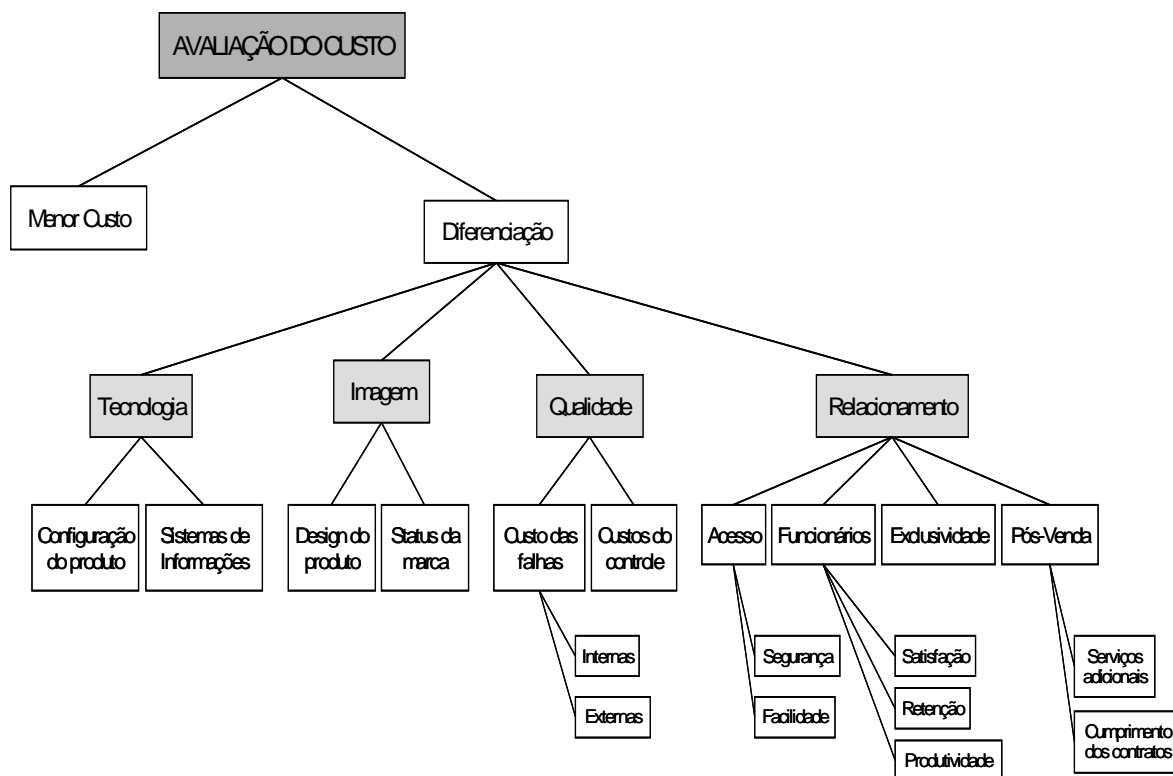 AVALIAÇÃO DO CUSTO
Menor Custo
Diferenciação
Tecnologia
Imagem
Qualidade
Relacionamento
Configuração
do produto
Sistemas de
Informações
Design do
produto
Status da
marca
Custo das
falhas
Custos do
controle
Acesso
Funcionários
Exclusividade
Pós-Venda
Internas
Externas
Segurança
Facilidade
Satisfação
Retenção
Produtividade
Serviços
adicionais
Cumprimento
dos contratos